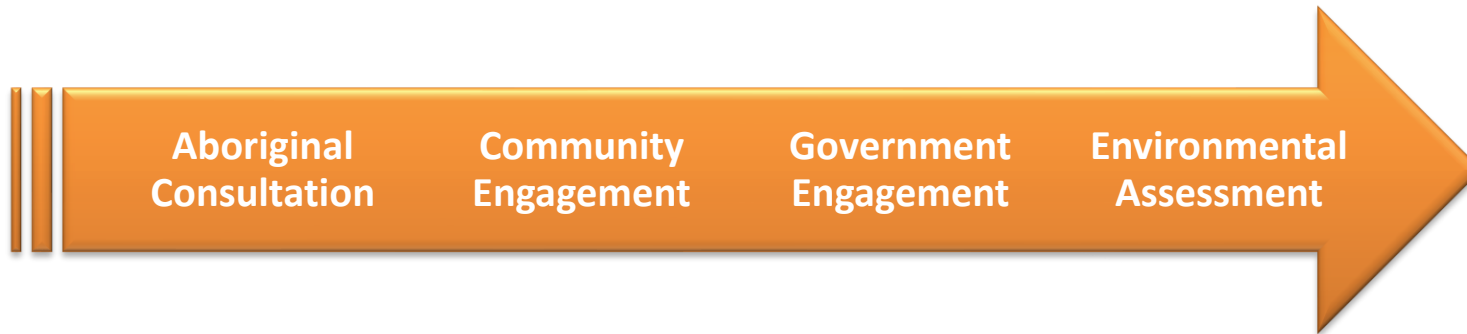 Aboriginal
Consultation
Community
Engagement
Government
Engagement
Environmental
Assessment